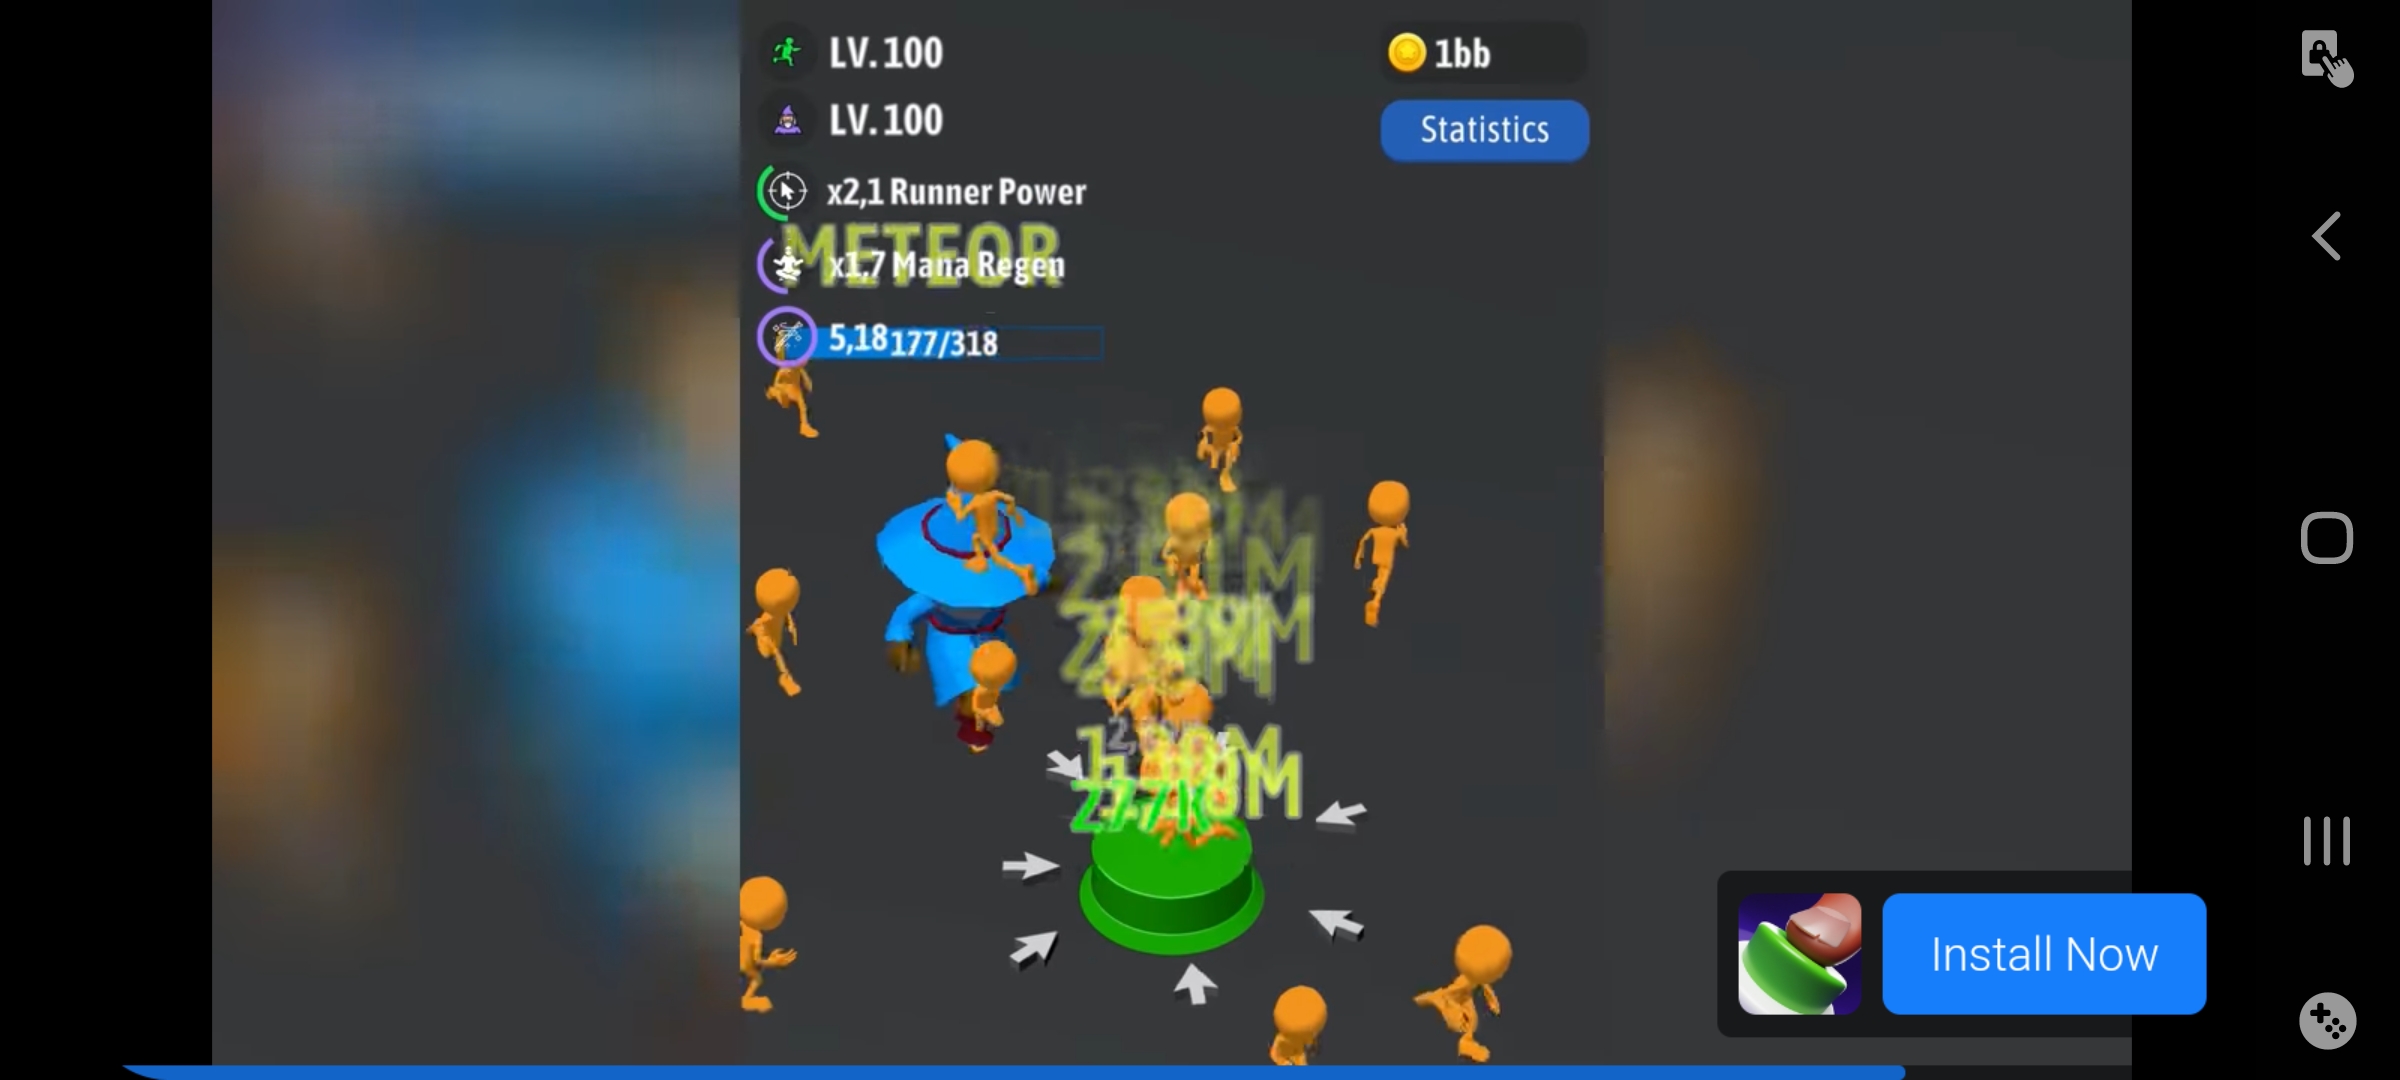 LV.100
1bb
LV.100
Statistics
x2,1 Runner Power
METEOR
x1,7 Mana Regen
5,18
177/318
277K
Install Now